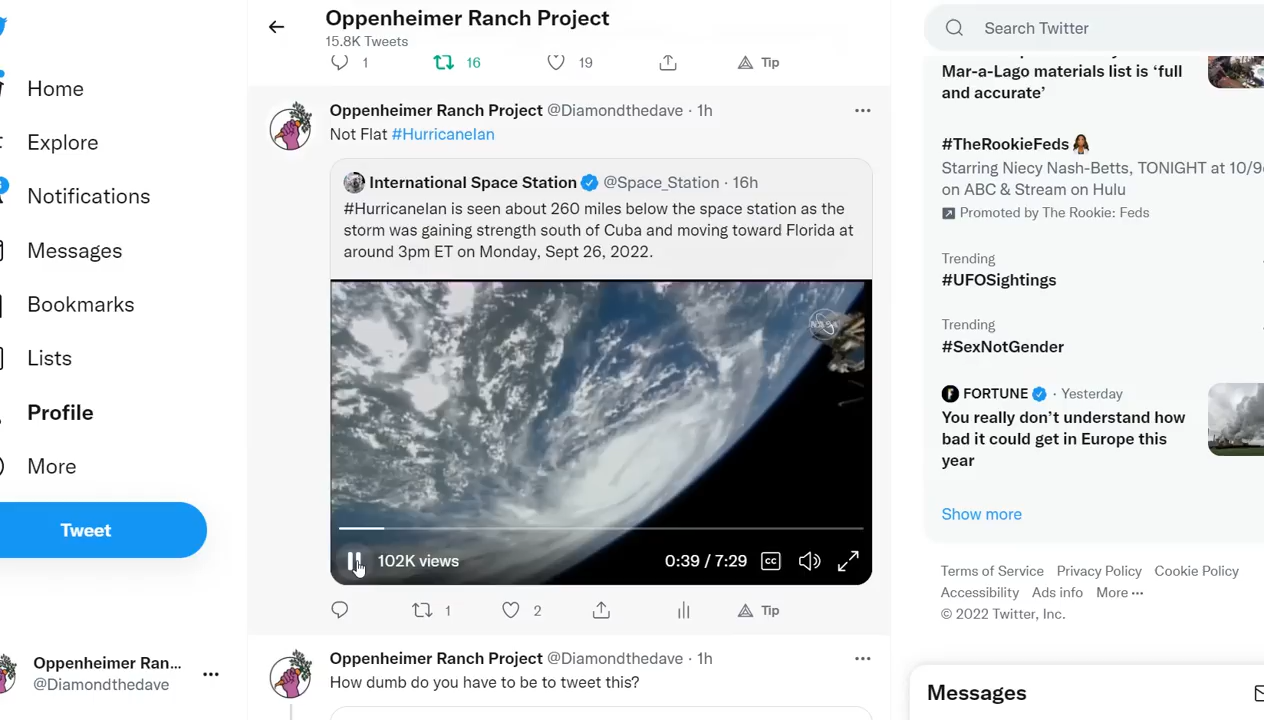 Oppenheimer Ranch Project
15.8K Tweets
1
16
19
Tip
Home
Explore
Notifications
Messages
Bookmarks
Lists
Profile
More
Tweet
Oppenheimer Ran...
@Diamondthedave
Oppenheimer Ranch Project @Diamondthedave · 1h
Not Flat #HurricaneIan
International Space Station @Space_Station · 16h
#HurricaneIan is seen about 260 miles below the space station as the
storm was gaining strength south of Cuba and moving toward Florida at
around 3pm ET on Monday, Sept 26, 2022.
NASA
102K views
0:39 / 7:29
CC
1
2
Tip
Oppenheimer Ranch Project @Diamondthedave · 1h
How dumb do you have to be to tweet this?
Search Twitter
Mar-a-Lago materials list is ‘full
and accurate’
#TheRookieFeds
Starring Niecy Nash-Betts, TONIGHT at 10/9
on ABC & Stream on Hulu
Promoted by The Rookie: Feds
Trending
#UFOSightings
Trending
#SexNotGender
FORTUNE · Yesterday
You really don’t understand how
bad it could get in Europe this
year
Show more
Terms of Service Privacy Policy Cookie Policy
Accessibility Ads info More ···
© 2022 Twitter, Inc.
Messages